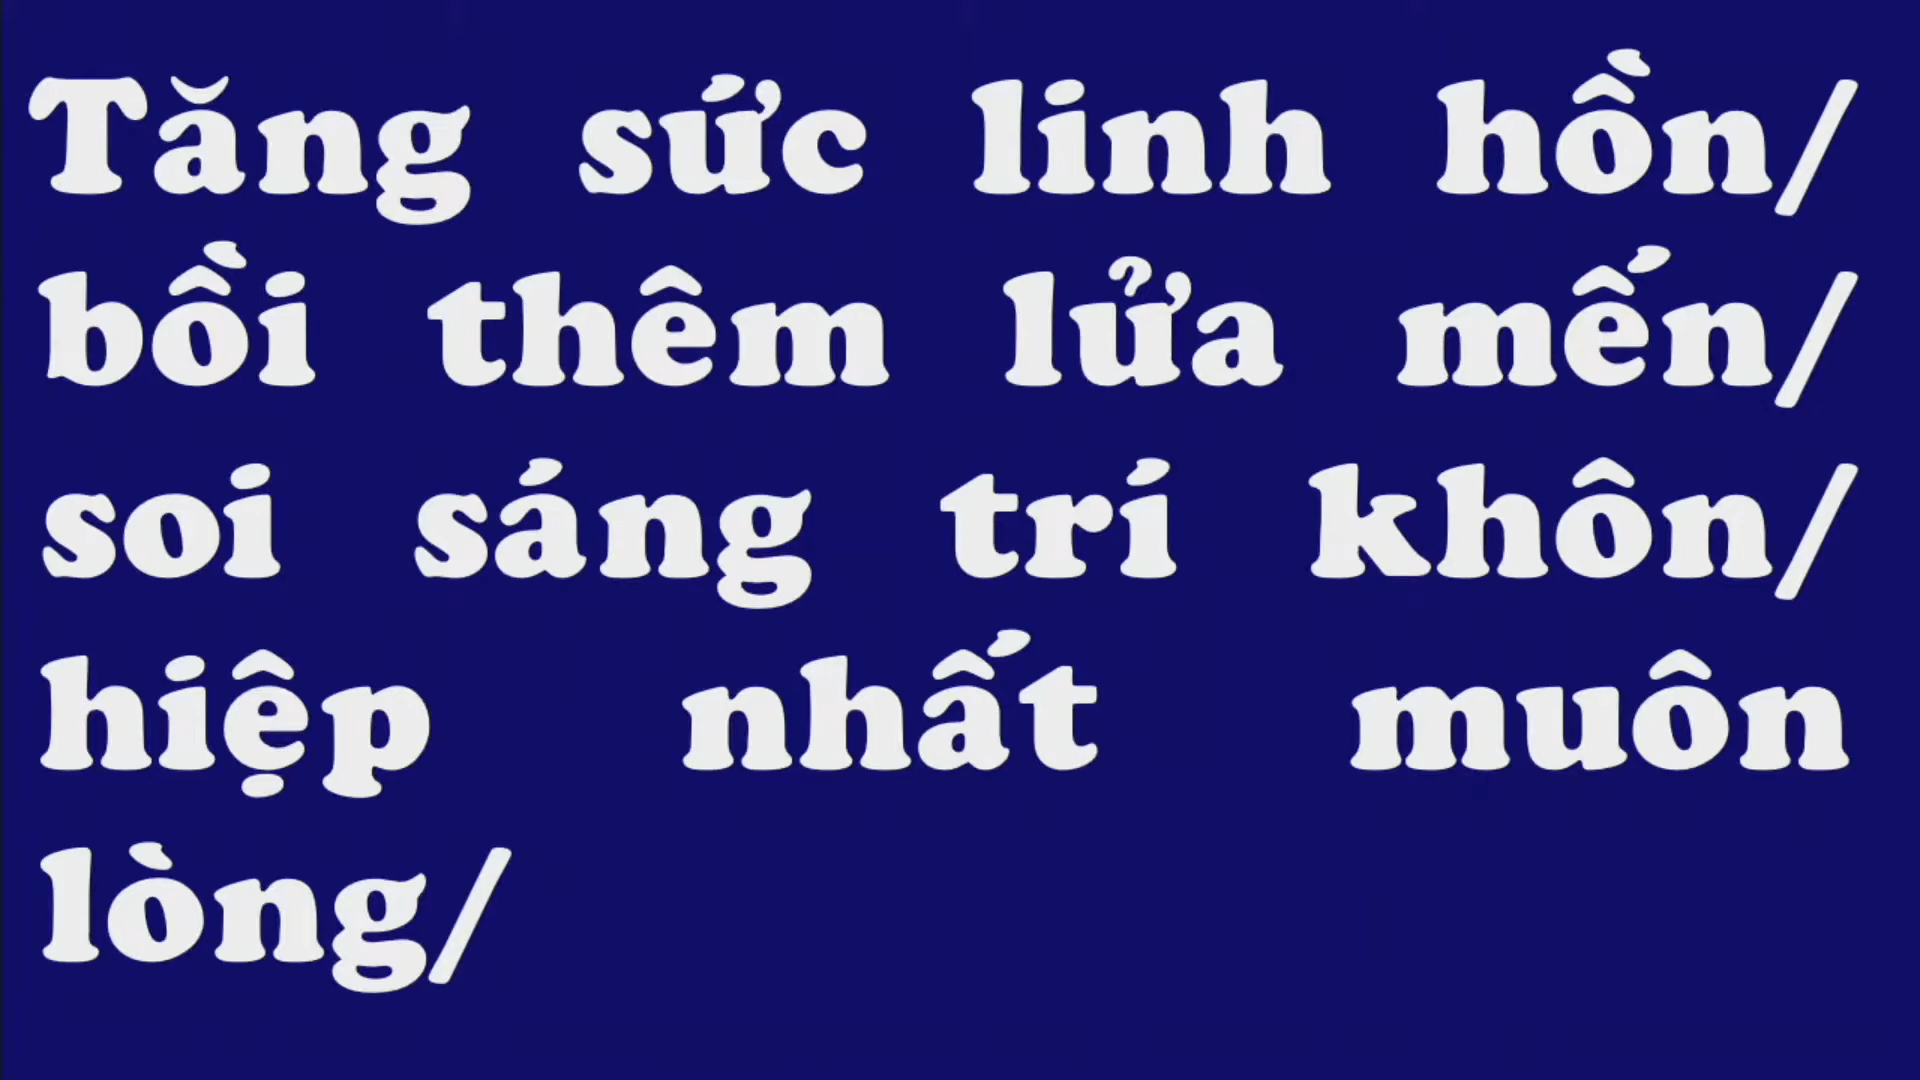 Tăng sức linh hồn/
bồi thêm lửa mến/
soi sáng trí khôn/
hiệp nhất muôn
lòng/